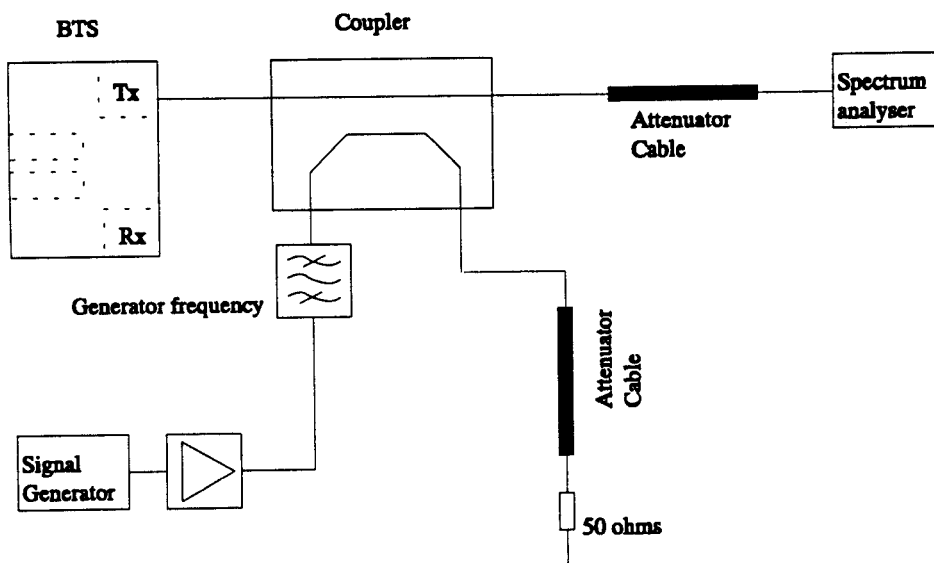 BTS
Coupler
Tx
Rx
Spectrum
analyser
Attenuator
Cable
Generator frequency
Attenuator
Cable
Signal
Generator
50 ohms